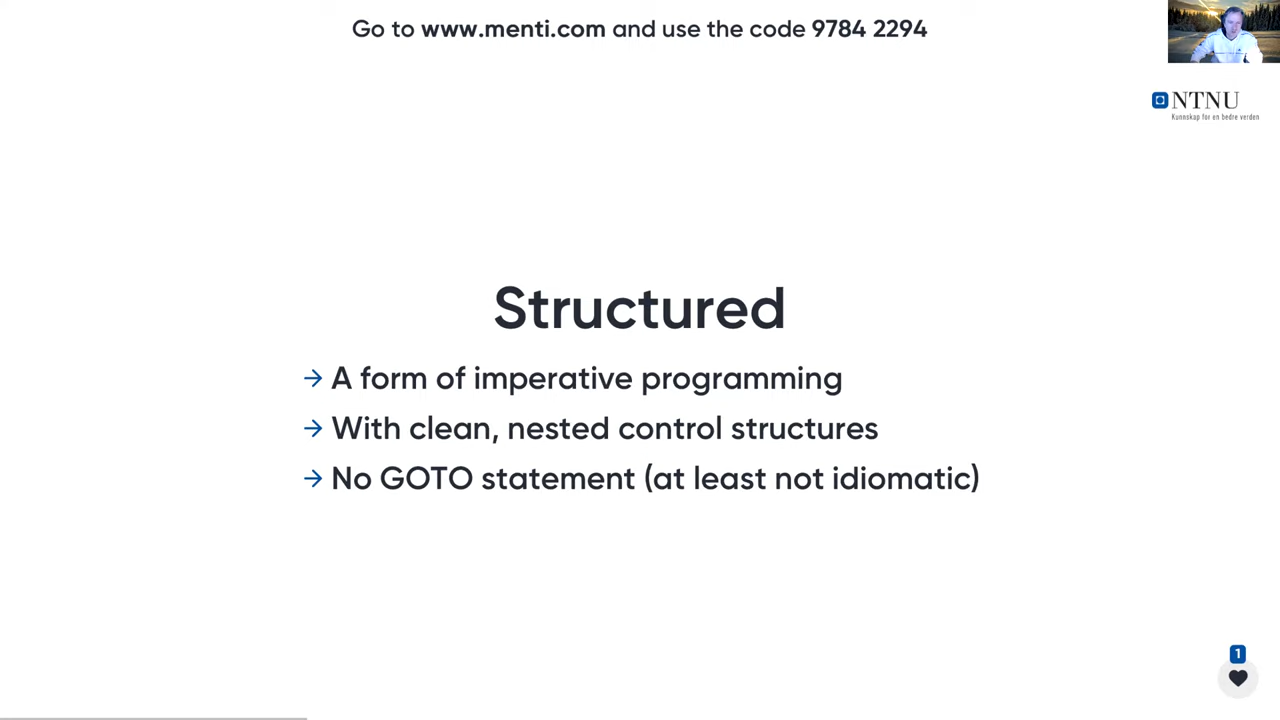 Go to www.menti.com and use the code 9784 2294
NTNU
Kunnskap for en bedre verden
Structured
→ A form of imperative programming
→ With clean, nested control structures
→ No GOTO statement (at least not idiomatic)
1